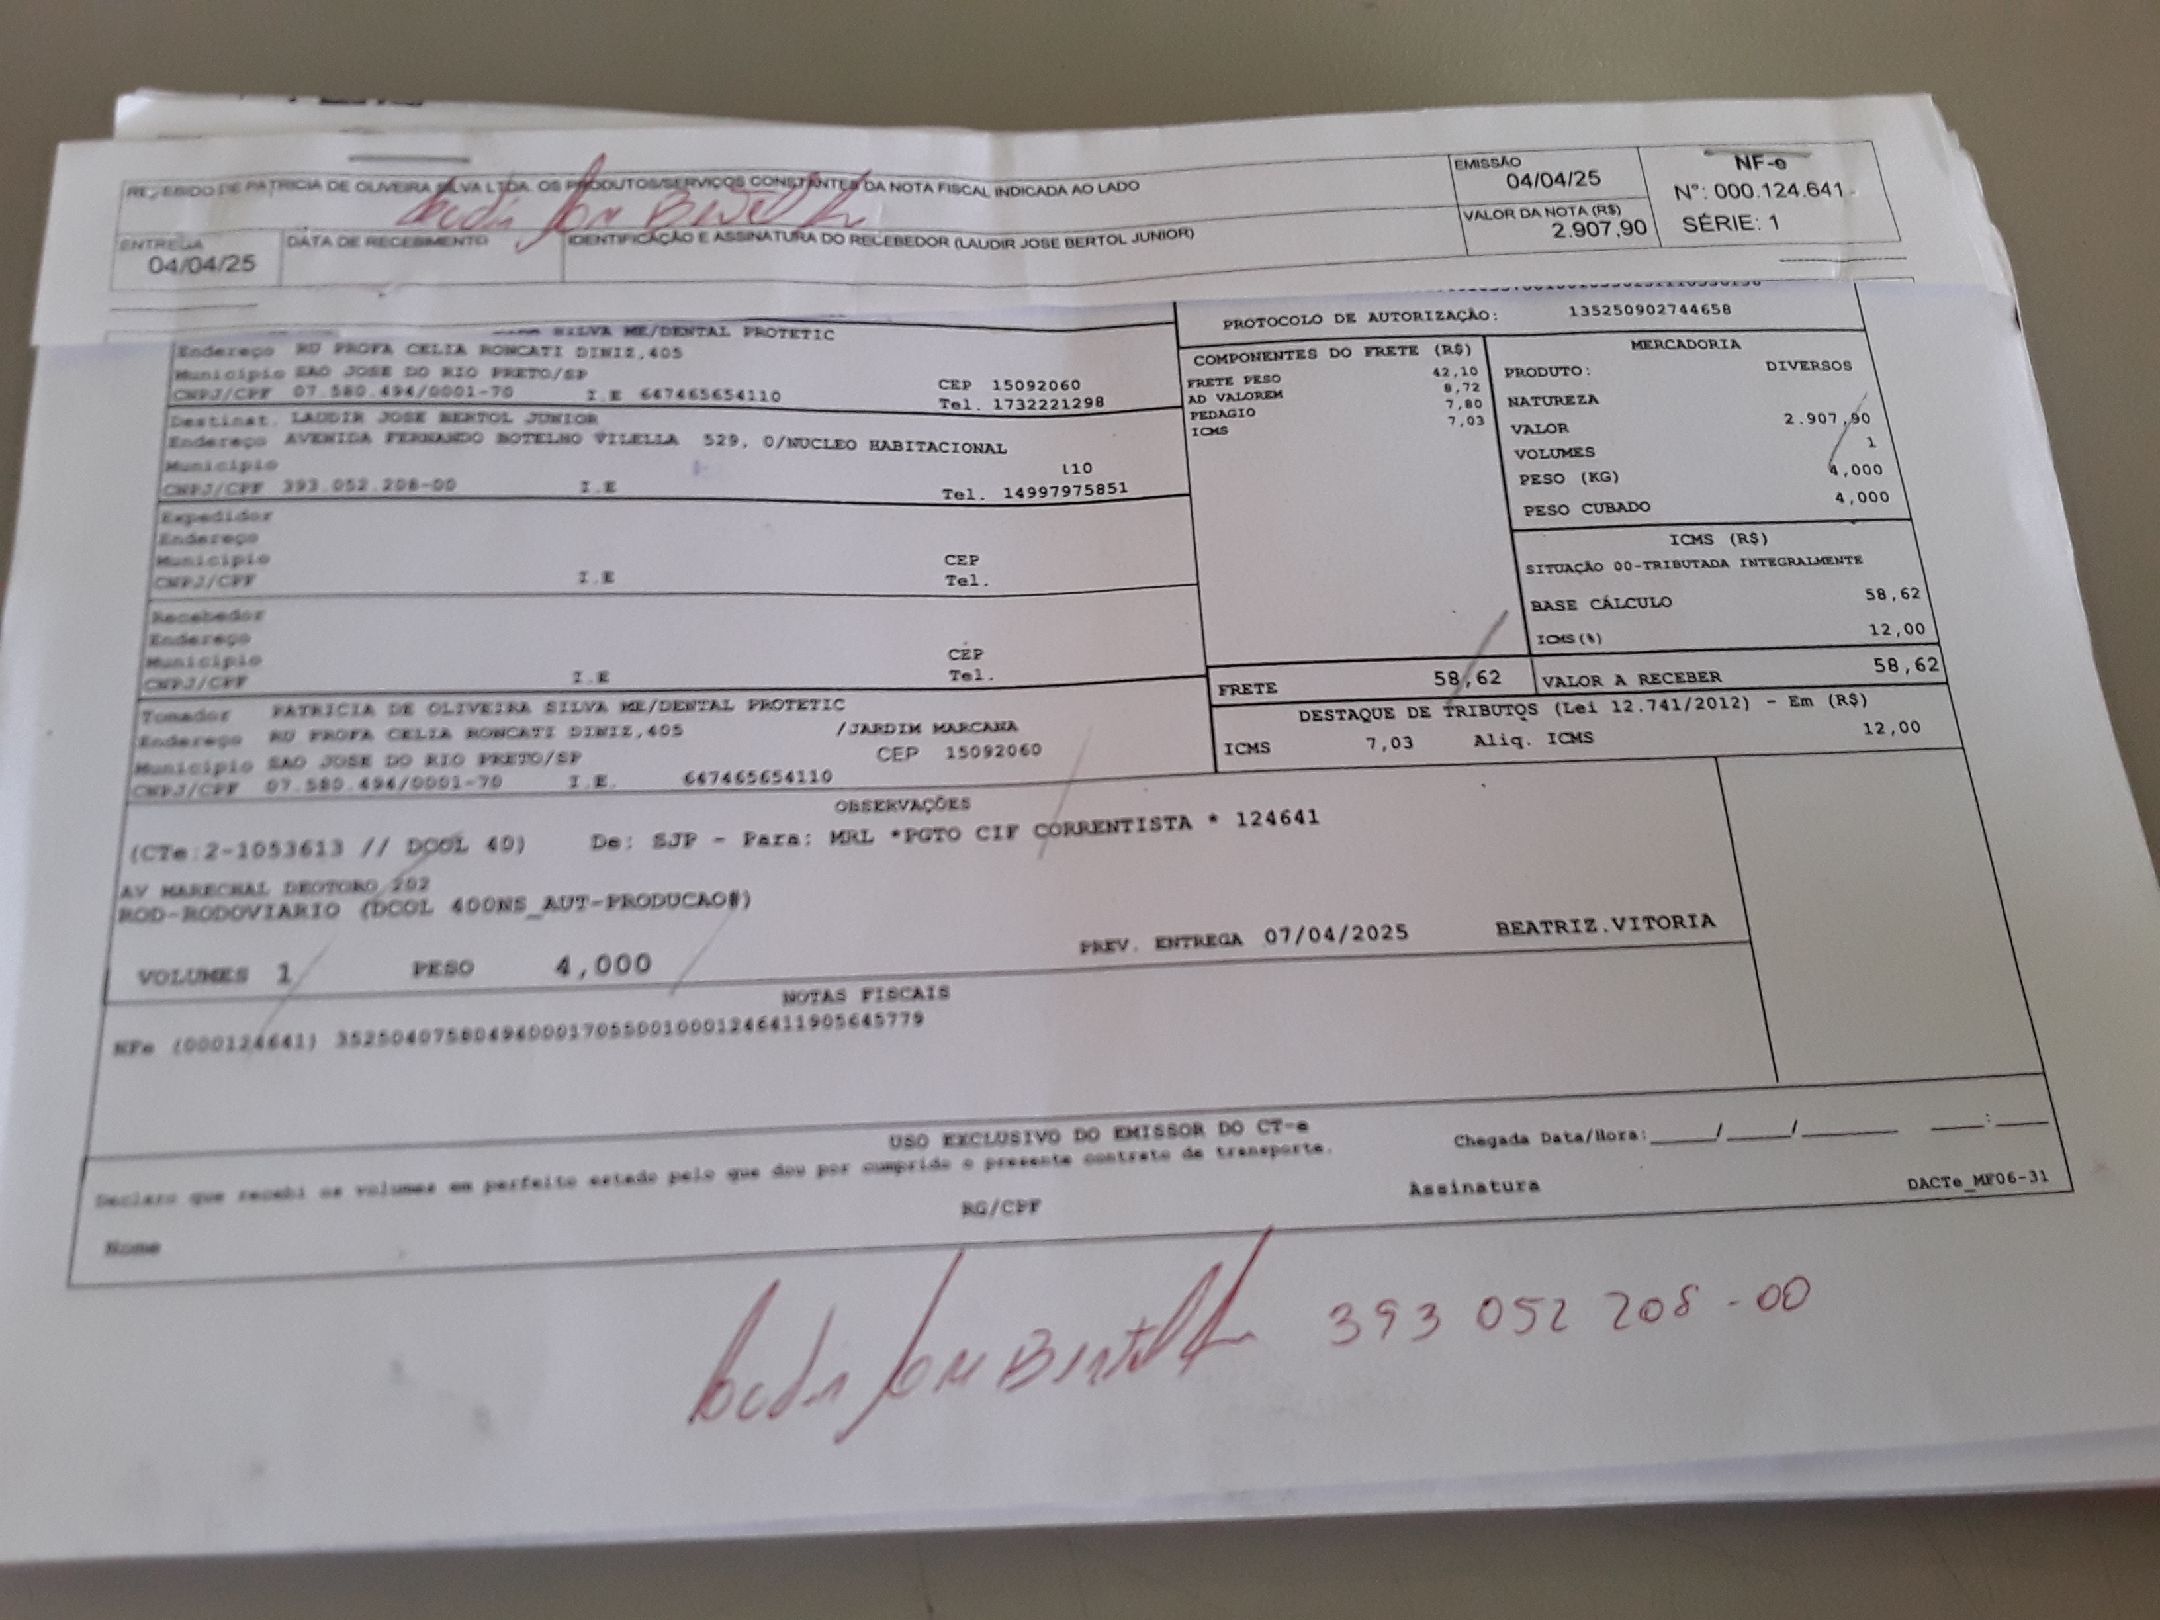 RECEBIDO DE PATRICIA DE OLIVEIRA SILVA LTDA. OS PRODUTOS/SERVIÇOS CONSTANTES DA NOTA FISCAL INDICADA AO LADO
EMISSÃO
04/04/25
VALOR DA NOTA (R$)
2.907,90
NF-e
Nº: 000.124.641
SÉRIE: 1
ENTREGA
04/04/25
DATA DE RECEBIMENTO
IDENTIFICAÇÃO E ASSINATURA DO RECEBEDOR (LAUDIR JOSE BERTOL JUNIOR)
SILVA ME/DENTAL PROTETIC
Endereço RU PROFA CELIA RONCATI DINIZ,405
Município SAO JOSE DO RIO PRETO/SP CEP 15092060
CNPJ/CPF 07.580.494/0001-70 I.E 647465654110 Tel. 1732221298
Destinat. LAUDIR JOSE BERTOL JUNIOR
Endereço AVENIDA FERNANDO BOTELHO VILELLA 529, 0/NUCLEO HABITACIONAL
Município 110
CNPJ/CPF 393.052.208-00 I.E Tel. 14997975851
Expedidor
Endereço
Município CEP
CNPJ/CPF I.E Tel.
Recebedor
Endereço
Município CEP
CNPJ/CPF I.E Tel.
Tomador PATRICIA DE OLIVEIRA SILVA ME/DENTAL PROTETIC
Endereço RU PROFA CELIA RONCATI DINIZ,405 /JARDIM MARCANA
Município SAO JOSE DO RIO PRETO/SP CEP 15092060
CNPJ/CPF 07.580.494/0001-70 I.E. 647465654110
PROTOCOLO DE AUTORIZAÇÃO: 135250902744658
COMPONENTES DO FRETE (R$)
FRETE PESO 42,10
AD VALOREM 8,72
PEDAGIO 7,80
ICMS 7,03
MERCADORIA
PRODUTO: DIVERSOS
NATUREZA
VALOR 2.907,90
VOLUMES 1
PESO (KG) 4,000
PESO CUBADO 4,000
ICMS (R$)
SITUAÇÃO 00-TRIBUTADA INTEGRALMENTE
BASE CÁLCULO 58,62
ICMS(%) 12,00
FRETE 58,62
VALOR A RECEBER 58,62
DESTAQUE DE TRIBUTOS (Lei 12.741/2012) - Em (R$)
ICMS 7,03 Aliq. ICMS 12,00
OBSERVAÇÕES
(CTe:2-1053613 // DCOL 40) De: SJP - Para: MRL *PGTO CIF CORRENTISTA * 124641
AV MARECHAL DEOTORO 202
ROD-RODOVIARIO (DCOL 400NS_AUT-PRODUCAO#)
VOLUMES 1 PESO 4,000 PREV. ENTREGA 07/04/2025 BEATRIZ.VITORIA
NOTAS FISCAIS
NFe (000124641) 35250407580494000170550010001246411905645779
USO EXCLUSIVO DO EMISSOR DO CT-e
Declaro que recebi os volumes em perfeito estado pelo que dou por cumprido o presente contrato de transporte.
Chegada Data/Hora:_____/_____/_______ ____:____
Nome RG/CPF Assinatura DACTe_MF06-31
393 052 208 -00